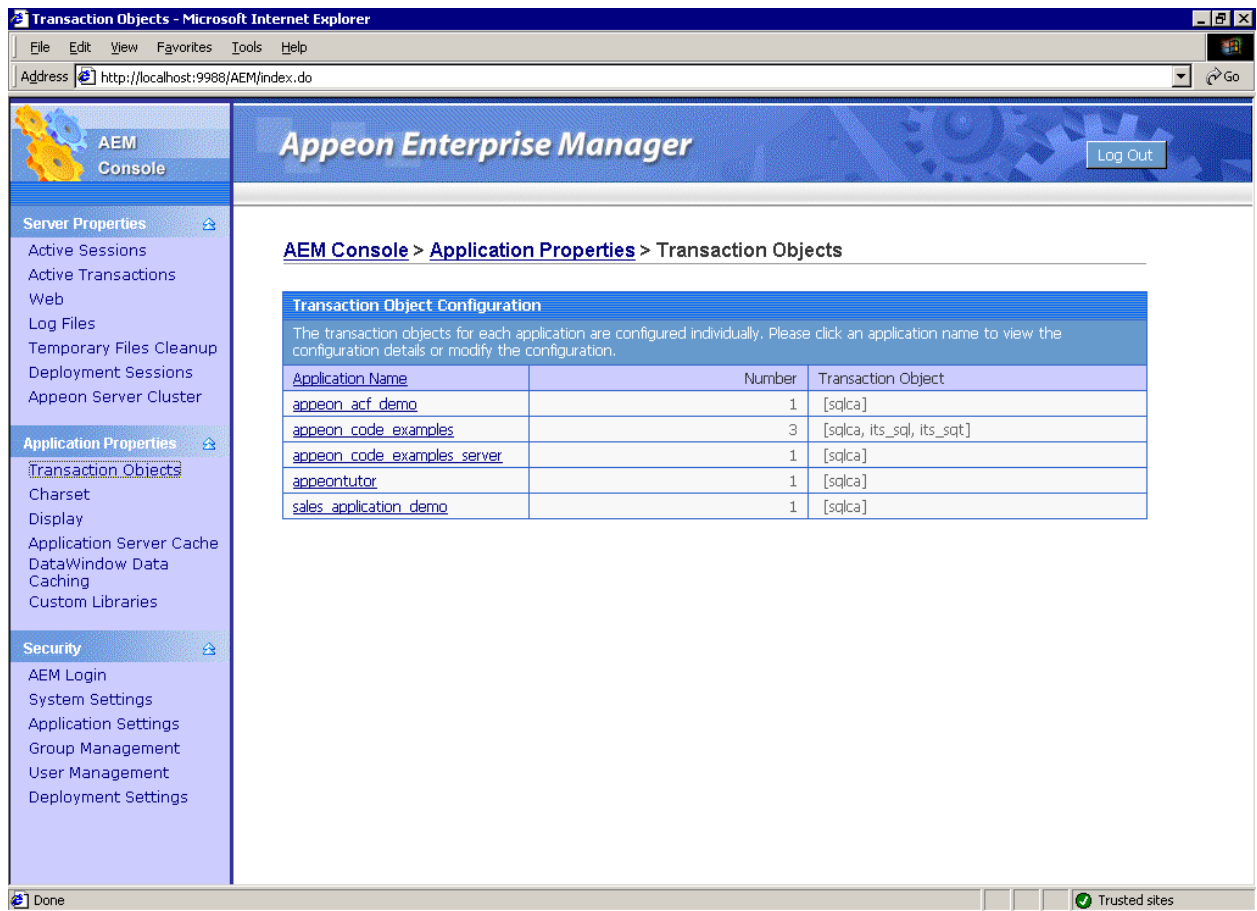 Transaction Objects - Microsoft Internet Explorer
File Edit View Favorites Tools Help
Address http://localhost:9988/AEM/index.do Go
AEM
Console
Appeon Enterprise Manager
Log Out
Server Properties
Active Sessions
Active Transactions
Web
Log Files
Temporary Files Cleanup
Deployment Sessions
Appeon Server Cluster
Application Properties
Transaction Objects
Charset
Display
Application Server Cache
DataWindow Data
Caching
Custom Libraries
Security
AEM Login
System Settings
Application Settings
Group Management
User Management
Deployment Settings
AEM Console > Application Properties > Transaction Objects
Transaction Object Configuration
The transaction objects for each application are configured individually. Please click an application name to view the
configuration details or modify the configuration.
Application Name Number Transaction Object
appeon_acf_demo 1 [sqlca]
appeon_code_examples 3 [sqlca, its_sql, its_sqt]
appeon_code_examples_server 1 [sqlca]
appeontutor 1 [sqlca]
sales_application_demo 1 [sqlca]
Done Trusted sites